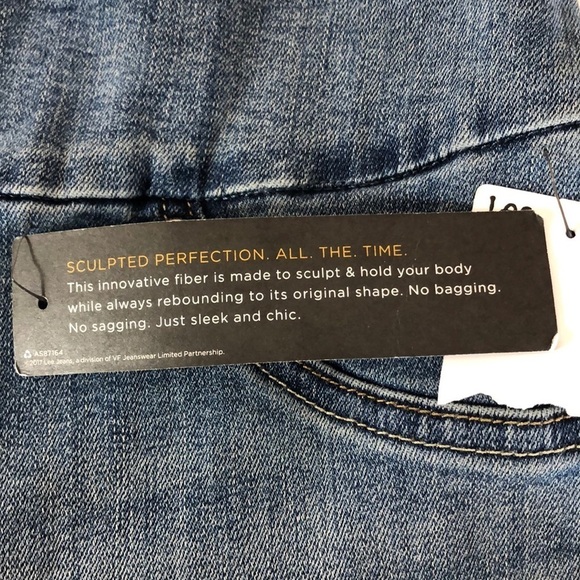 Lee
SCULPTED PERFECTION. ALL. THE. TIME.
This innovative fiber is made to sculpt & hold your body
while always rebounding to its original shape. No bagging.
No sagging. Just sleek and chic.
AS8T164
©2017 Lee Jeans, a division of VF Jeanswear Limited Partnership.